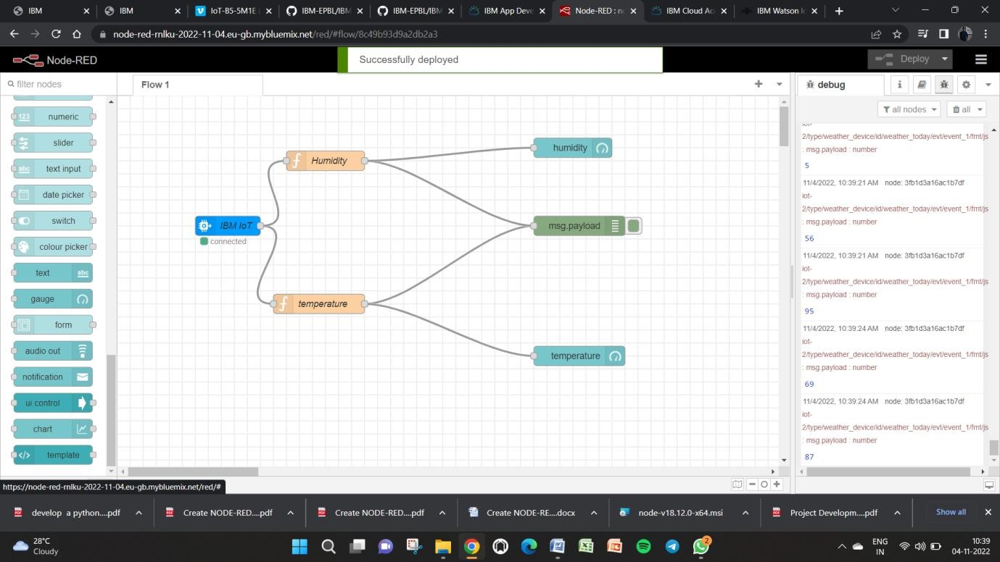 IBM
IBM
IoT-B5-5M1E (
IBM-EPBL/IBM
IBM-EPBL/IBM
IBM App Deve
Node-RED : no
IBM Cloud Ac
IBM Watson I
node-red-rnlku-2022-11-04.eu-gb.mybluemix.net/red/#flow/8c49b93d9a2db2a3
Node-RED
Successfully deployed
Deploy
filter nodes
Flow 1
debug
all nodes
all
numeric
slider
text input
date picker
switch
colour picker
text
abc
gauge
form
audio out
notification
ui control
chart
template
123
abc
Humidity
humidity
IBM IoT
connected
msg.payload
temperature
temperature
2/type/weather_device/id/weather_today/evt/event_1/fmt/js
: msg.payload : number
5
11/4/2022, 10:39:21 AM node: 3fb1d3a16ac1b7df
iot-
2/type/weather_device/id/weather_today/evt/event_1/fmt/js
: msg.payload : number
56
11/4/2022, 10:39:21 AM node: 3fb1d3a16ac1b7df
iot-
2/type/weather_device/id/weather_today/evt/event_1/fmt/js
: msg.payload : number
95
11/4/2022, 10:39:24 AM node: 3fb1d3a16ac1b7df
iot-
2/type/weather_device/id/weather_today/evt/event_1/fmt/js
: msg.payload : number
69
11/4/2022, 10:39:24 AM node: 3fb1d3a16ac1b7df
iot-
2/type/weather_device/id/weather_today/evt/event_1/fmt/js
: msg.payload : number
87
https://node-red-rnlku-2022-11-04.eu-gb.mybluemix.net/red/#
develop a python....pdf
Create NODE-RED....pdf
Create NODE-RED....pdf
Create NODE-RE....docx
node-v18.12.0-x64.msi
Project Developm....pdf
Show all
28°C
Cloudy
2
ENG
IN
10:39
04-11-2022